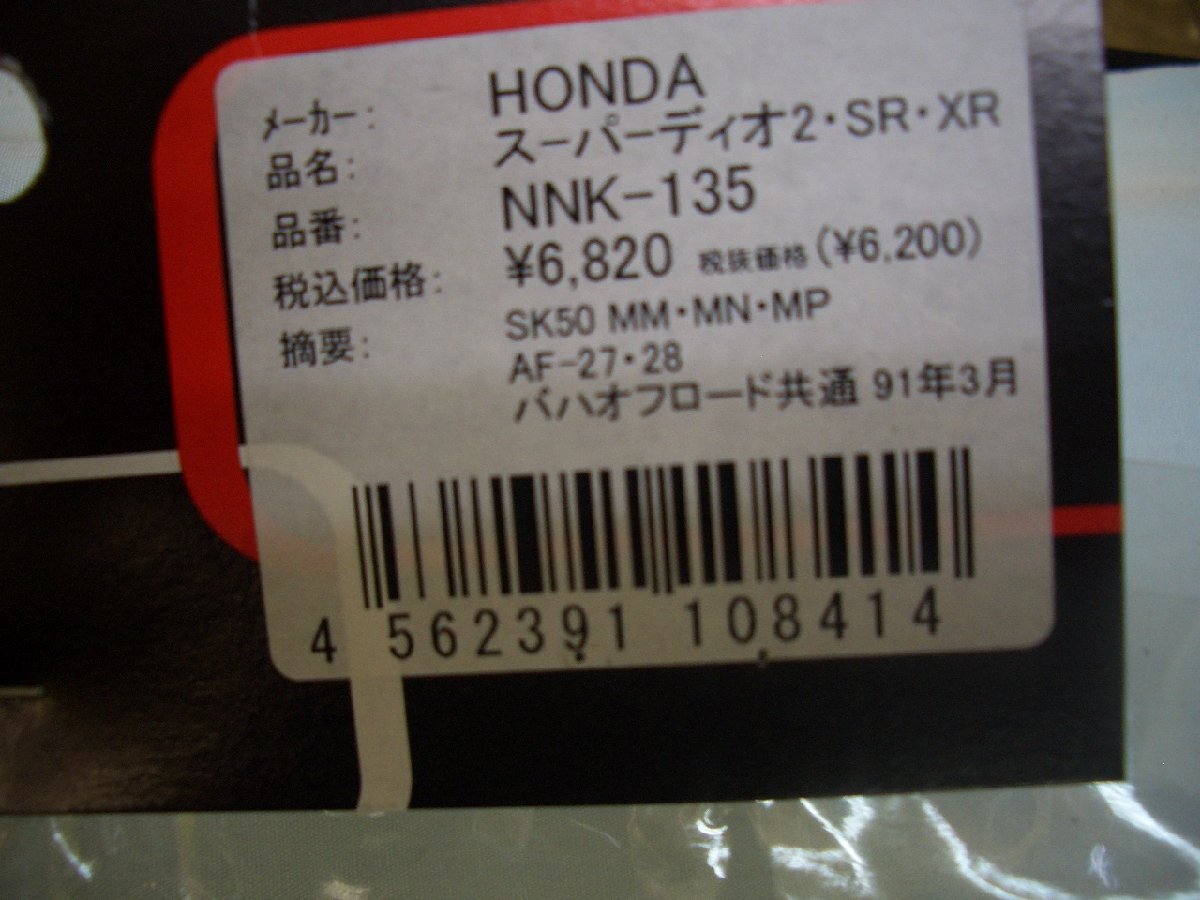 メーカー: HONDA
品名: スーパーディオ2・SR・XR
品番: NNK-135
税込価格: ¥6,820 税抜価格 (¥6,200)
摘要: SK50 MM・MN・MP
AF-27・28
バハオフロード共通 91年3月
4 562391 108414